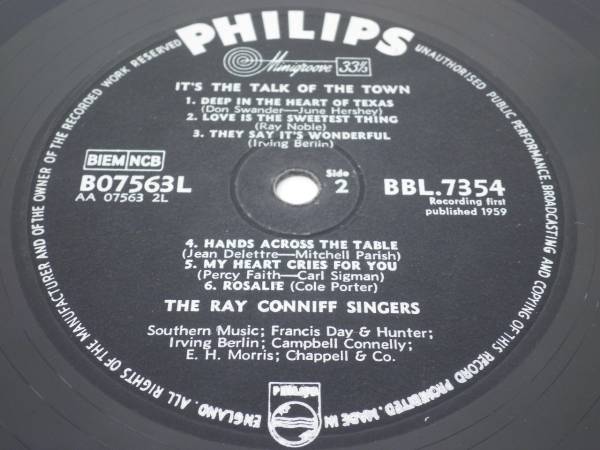 PHILIPS
Minigroove 33⅓
IT'S THE TALK OF THE TOWN
1. DEEP IN THE HEART OF TEXAS
(Don Swander—June Hershey)
2. LOVE IS THE SWEETEST THING
(Ray Noble)
3. THEY SAY IT'S WONDERFUL
(Irving Berlin)
BIEM NCB
B07563L
AA 07563 2L
Side
2
BBL.7354
Recording first
published 1959
4. HANDS ACROSS THE TABLE
(Jean Delettre—Mitchell Parish)
5. MY HEART CRIES FOR YOU
(Percy Faith—Carl Sigman)
6. ROSALIE (Cole Porter)
THE RAY CONNIFF SINGERS
Southern Music; Francis Day & Hunter;
Irving Berlin; Campbell Connelly;
E. H. Morris; Chappell & Co.
ALL RIGHTS OF THE MANUFACTURER AND OF THE OWNER OF THE RECORDED WORK RESERVED
UNAUTHORISED PUBLIC PERFORMANCE, BROADCASTING AND COPYING OF THIS RECORD PROHIBITED. MADE IN ENGLAND.
PHILIPS